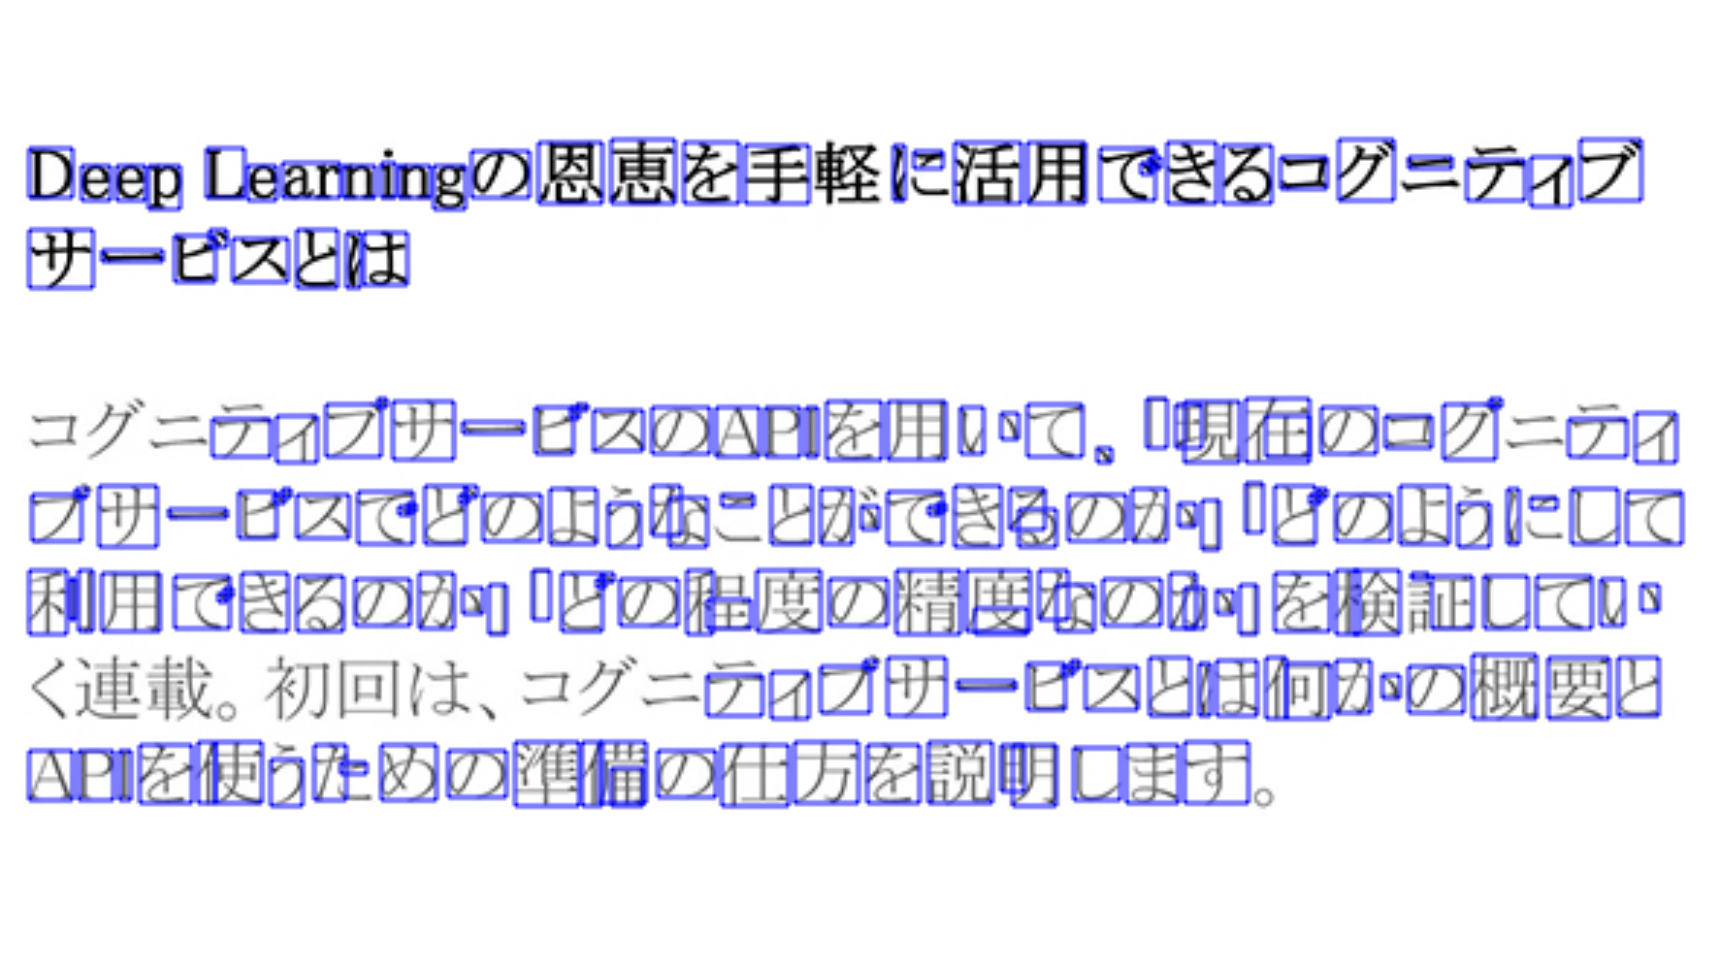 Deep Learningの恩恵を手軽に活用できるコグニティブ
サービスとは
コグニティブサービスのAPIを用いて、「現在のコグニティ
ブサービスでどのようなことができるのか」「どのようにして
利用できるのか」「どの程度の精度なのか」を検証してい
く連載。初回は、コグニティブサービスとは何かの概要と
APIを使うための準備の仕方を説明します。